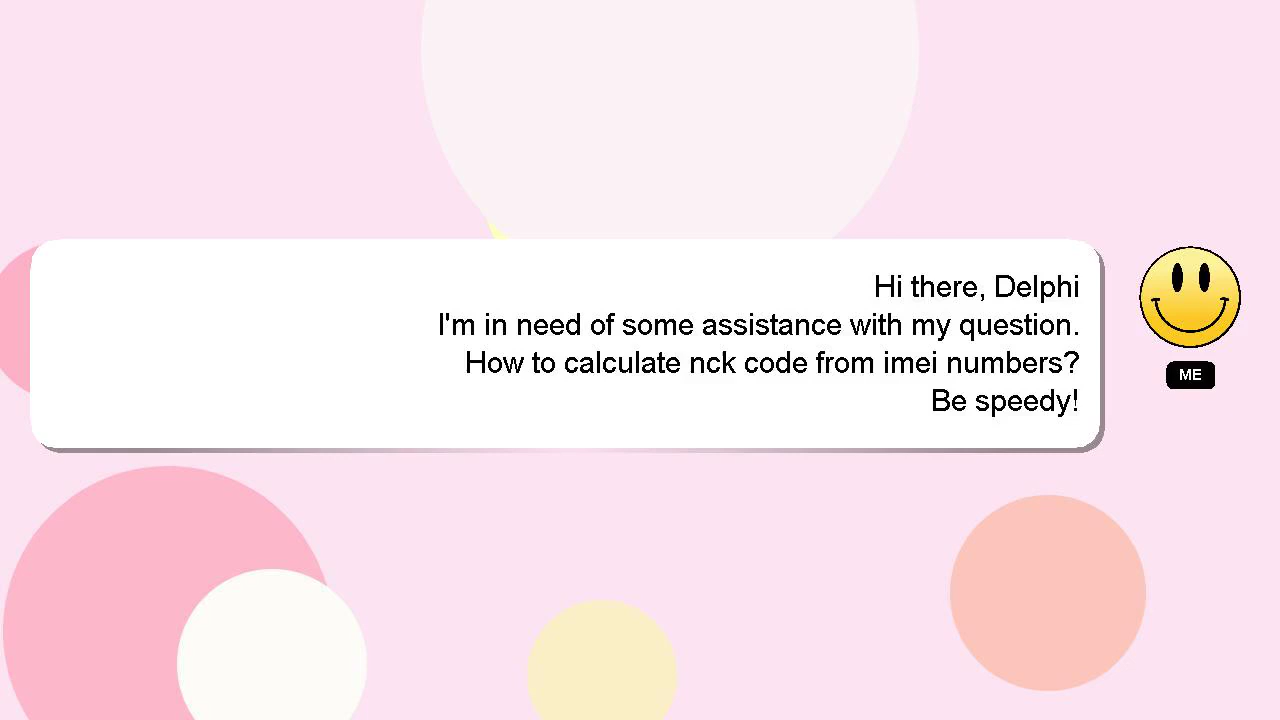 Hi there, Delphi
I'm in need of some assistance with my question.
How to calculate nck code from imei numbers?
Be speedy!
ME